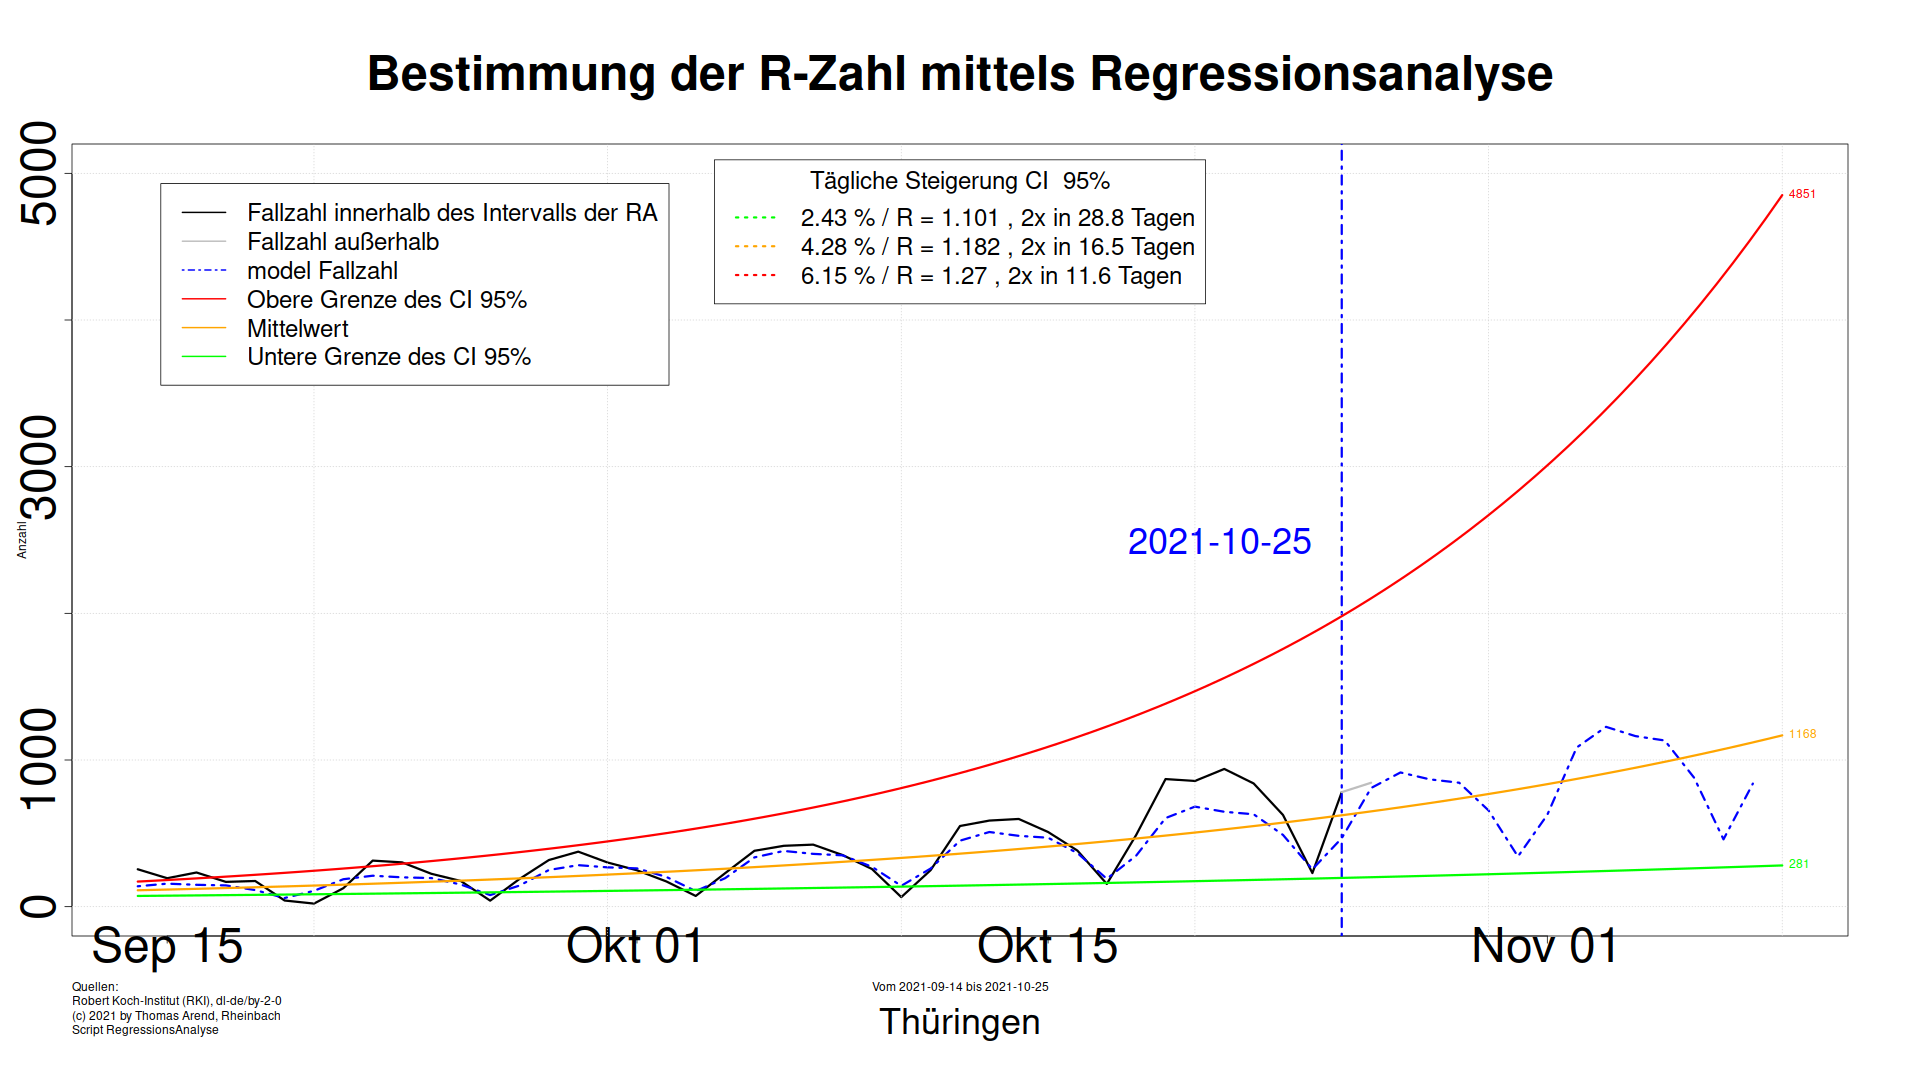 Bestimmung der R-Zahl mittels Regressionsanalyse
5000
3000
1000
0
Anzahl
Fallzahl innerhalb des Intervalls der RA
Fallzahl außerhalb
model Fallzahl
Obere Grenze des CI 95%
Mittelwert
Untere Grenze des CI 95%
Tägliche Steigerung CI  95%
2.43 % / R = 1.101 , 2x in 28.8 Tagen
4.28 % / R = 1.182 , 2x in 16.5 Tagen
6.15 % / R = 1.27 , 2x in 11.6 Tagen
4851
2021-10-25
1168
281
Sep 15
Okt 01
Okt 15
Nov 01
Quellen:
Robert Koch-Institut (RKI), dl-de/by-2-0
(c) 2021 by Thomas Arend, Rheinbach
Script RegressionsAnalyse
Vom 2021-09-14 bis 2021-10-25
Thüringen